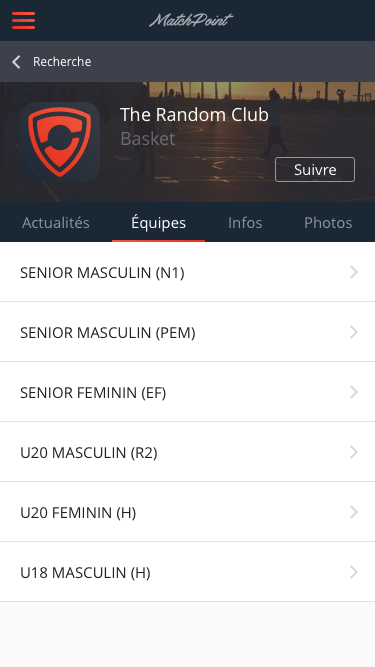 MatchPoint
Recherche
The Random Club
Basket
Suivre
Actualités Équipes Infos Photos
SENIOR MASCULIN (N1)
SENIOR MASCULIN (PEM)
SENIOR FEMININ (EF)
U20 MASCULIN (R2)
U20 FEMININ (H)
U18 MASCULIN (H)